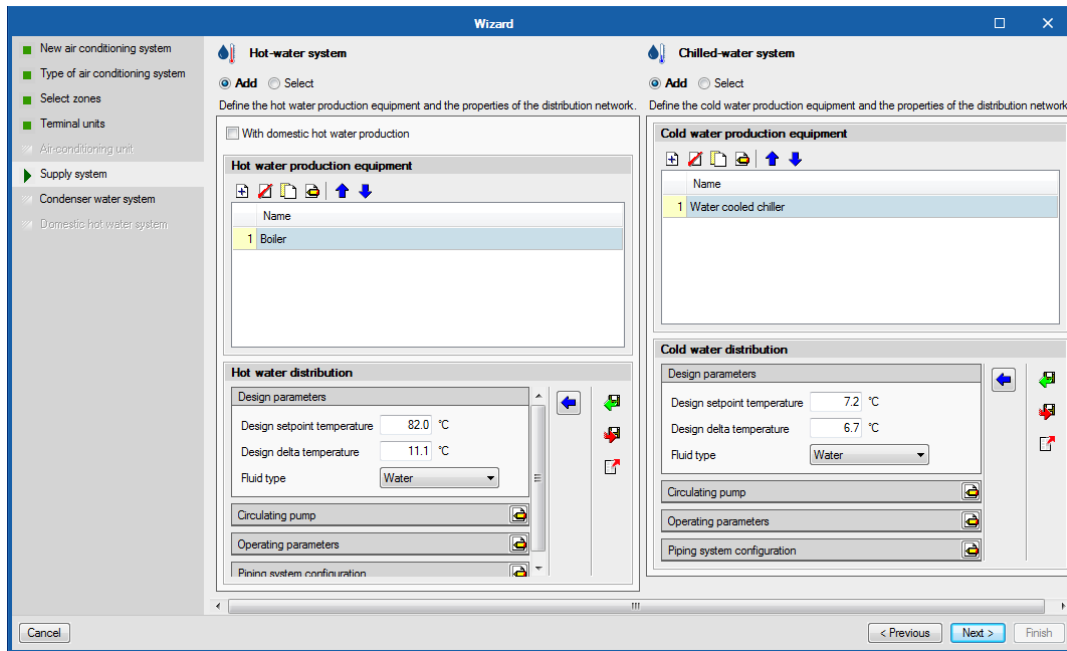 Wizard
New air conditioning system
Type of air conditioning system
Select zones
Terminal units
Air-conditioning unit
Supply system
Condenser water system
Domestic hot water system
Hot-water system
Add Select
Define the hot water production equipment and the properties of the distribution network.
With domestic hot water production
Hot water production equipment
Name
1 Boiler
Hot water distribution
Design parameters
Design setpoint temperature 82.0 °C
Design delta temperature 11.1 °C
Fluid type Water
Circulating pump
Operating parameters
Piping system configuration
Chilled-water system
Add Select
Define the cold water production equipment and the properties of the distribution network
Cold water production equipment
Name
1 Water cooled chiller
Cold water distribution
Design parameters
Design setpoint temperature 7.2 °C
Design delta temperature 6.7 °C
Fluid type Water
Circulating pump
Operating parameters
Piping system configuration
Cancel
< Previous Next > Finish